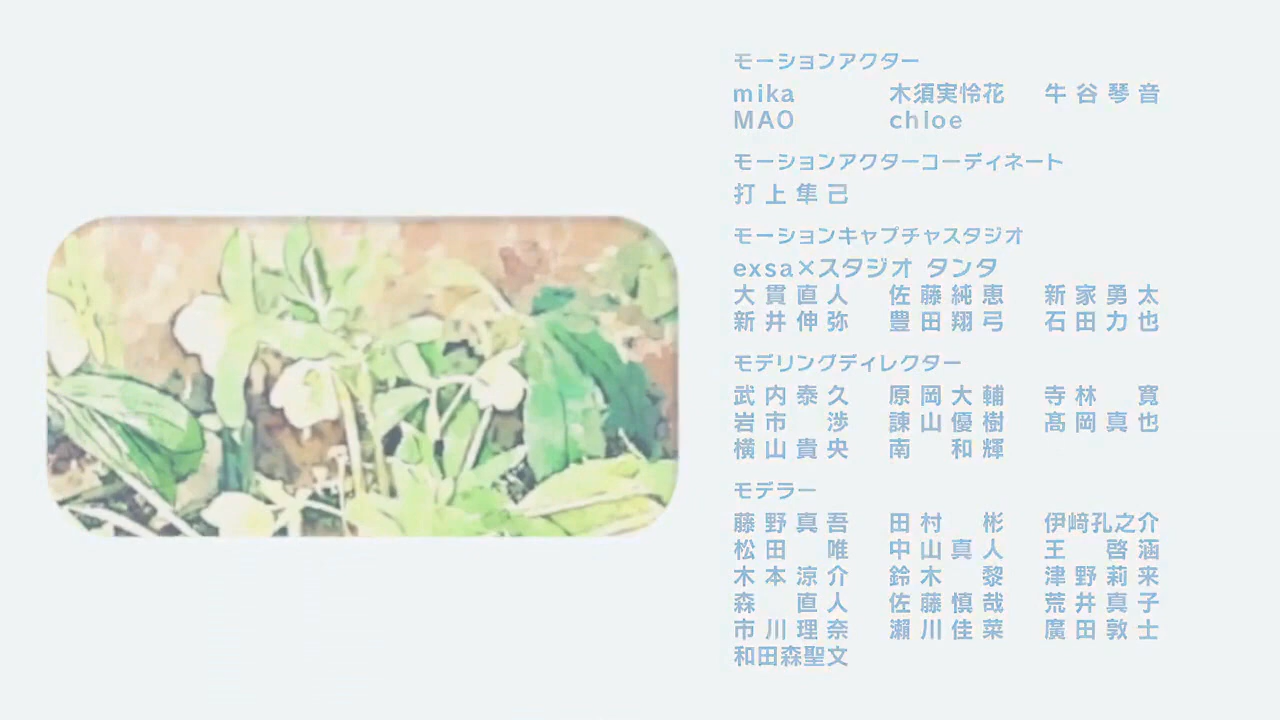 モーションアクター
mika 木須実怜花 牛谷琴音
MAO chloe
モーションアクターコーディネート
打上隼己
モーションキャプチャスタジオ
exsa×スタジオ タンタ
大貫直人 佐藤純恵 新家勇太
新井伸弥 豊田翔弓 石田力也
モデリングディレクター
武内泰久 原岡大輔 寺林 寛
岩市 渉 諫山優樹 髙岡真也
横山貴央 南 和輝
モデラー
藤野真吾 田村 彬 伊﨑孔之介
松田 唯 中山真人 王 啓涵
木本涼介 鈴木 黎 津野莉来
森 直人 佐藤慎哉 荒井真子
市川理奈 瀬川佳菜 廣田敦士
和田森聖文